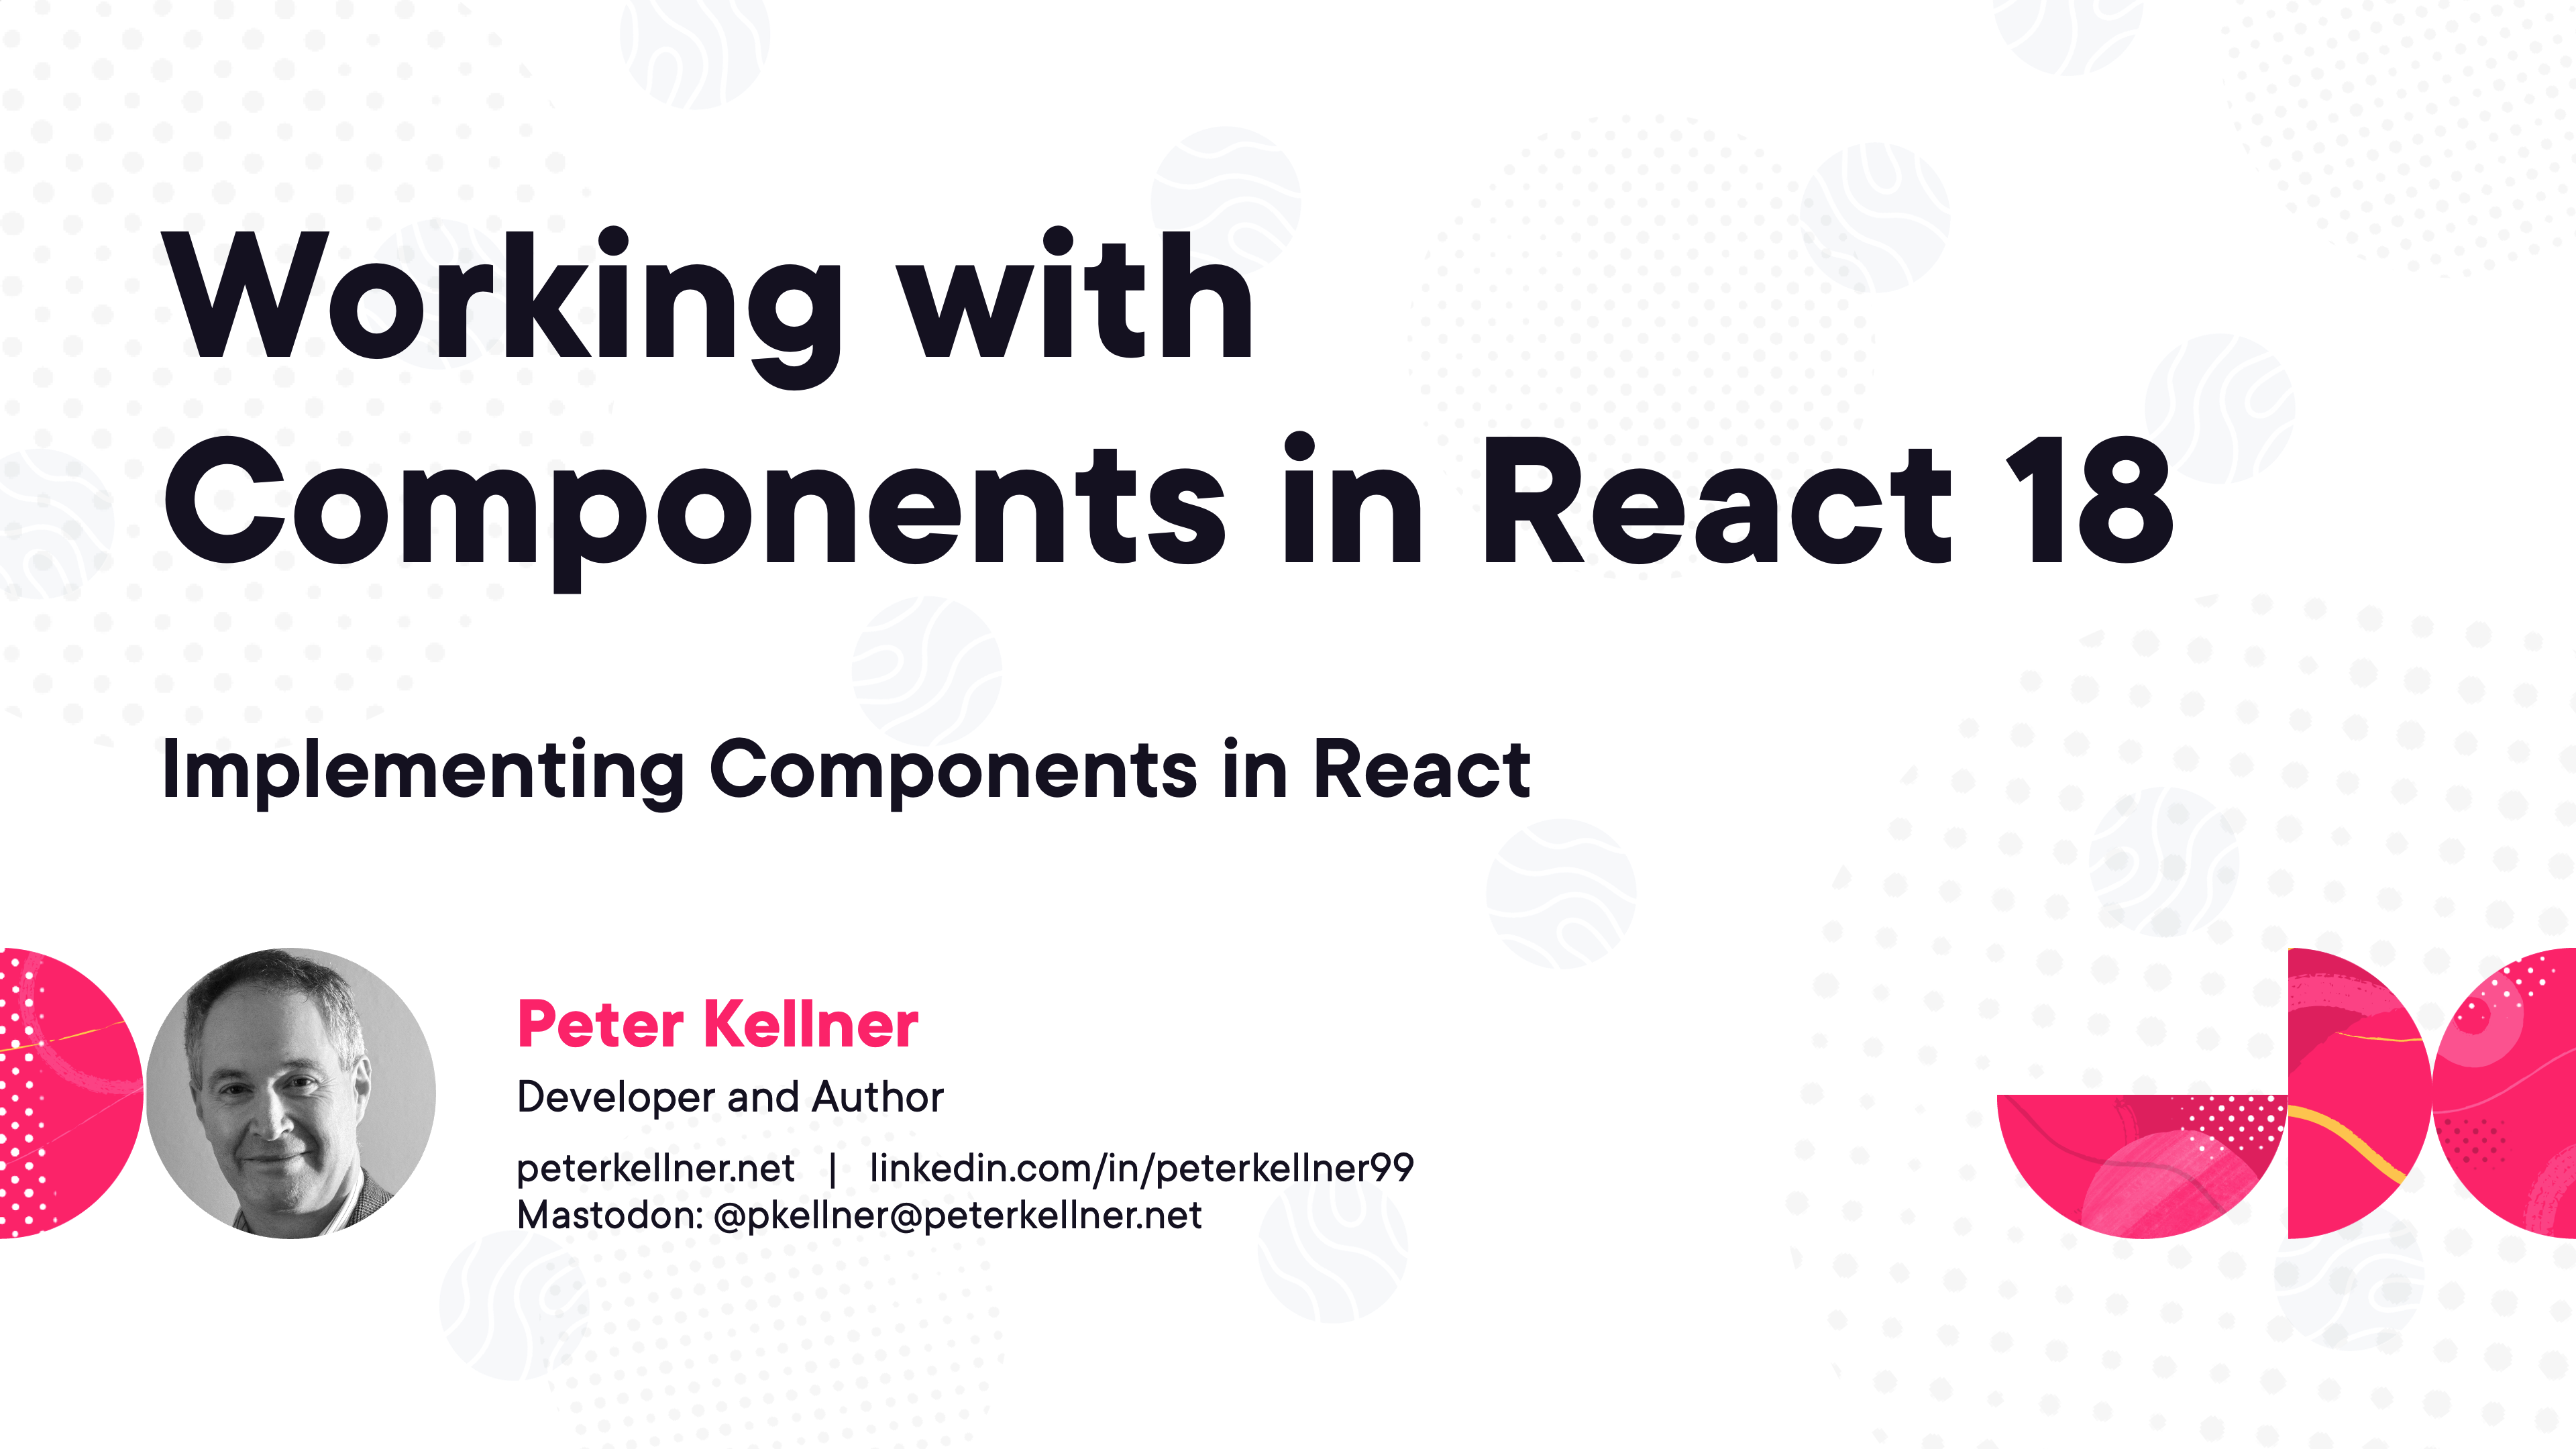 Working with
Components in React 18
Implementing Components in React
Peter Kellner
Developer and Author
peterkellner.net | linkedin.com/in/peterkellner99
Mastodon: @pkellner@peterkellner.net